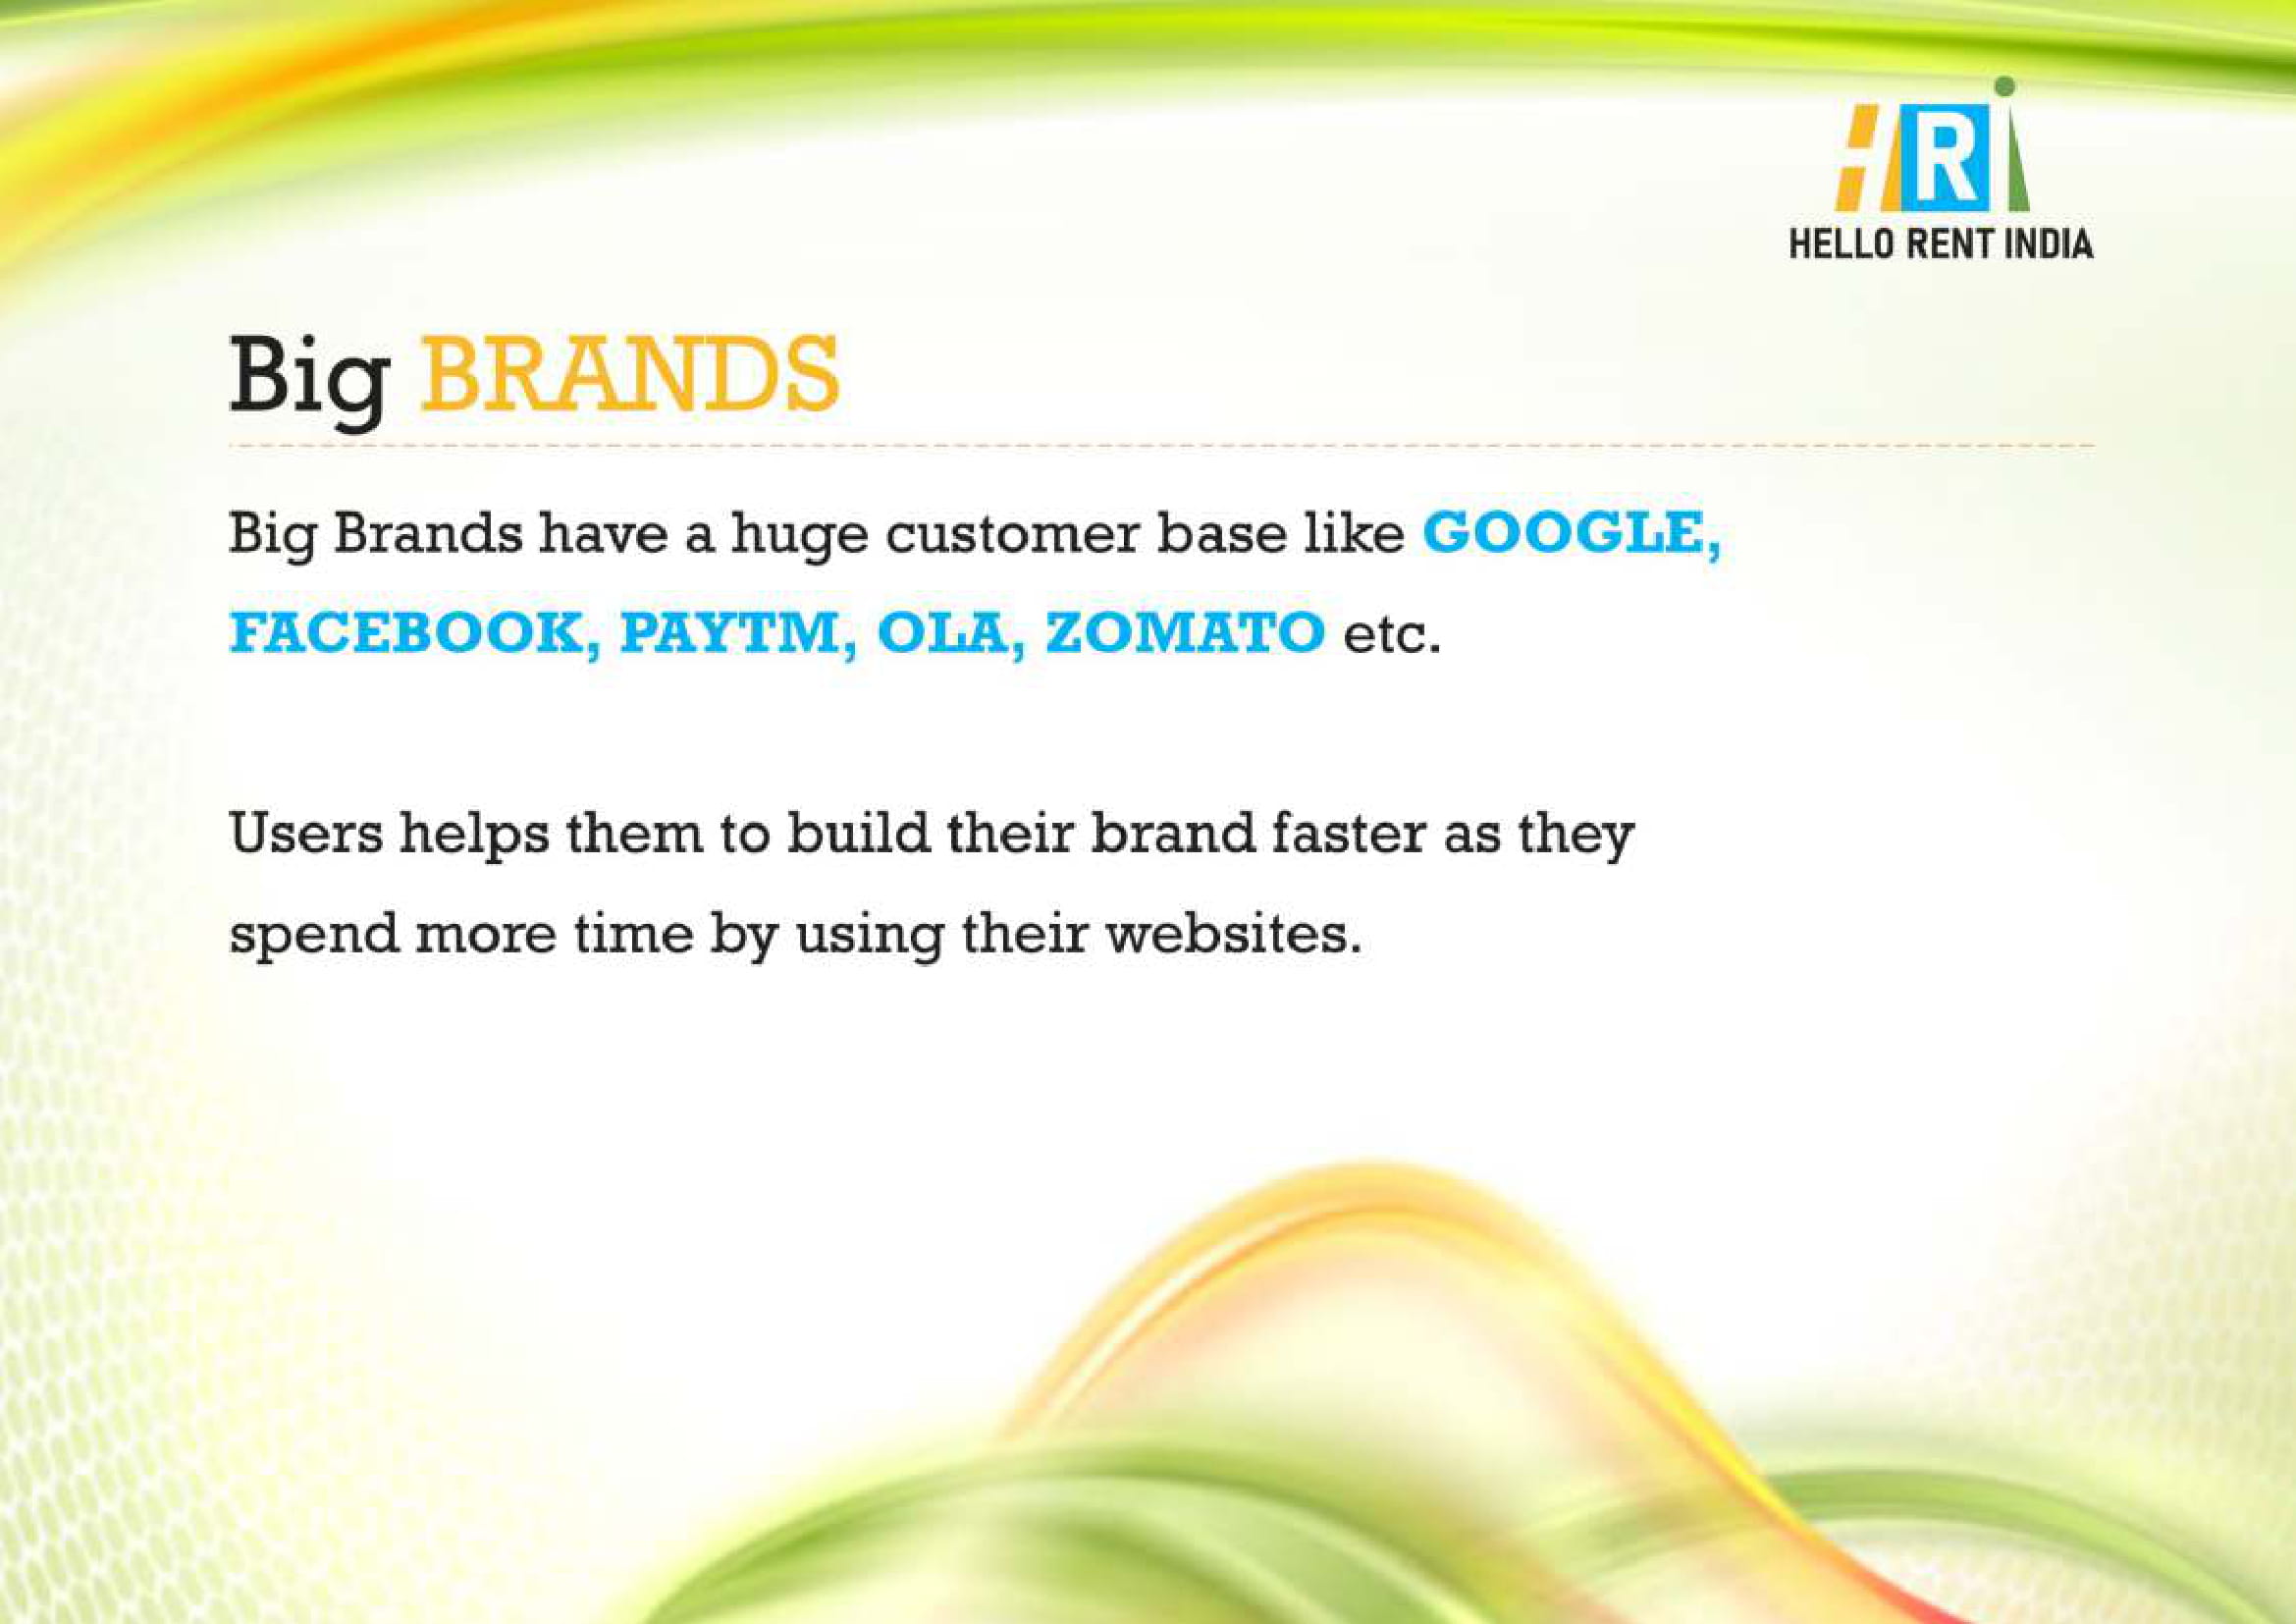 HRi
HELLO RENT INDIA
Big BRANDS
Big Brands have a huge customer base like GOOGLE,
FACEBOOK, PAYTM, OLA, ZOMATO etc.
Users helps them to build their brand faster as they
spend more time by using their websites.